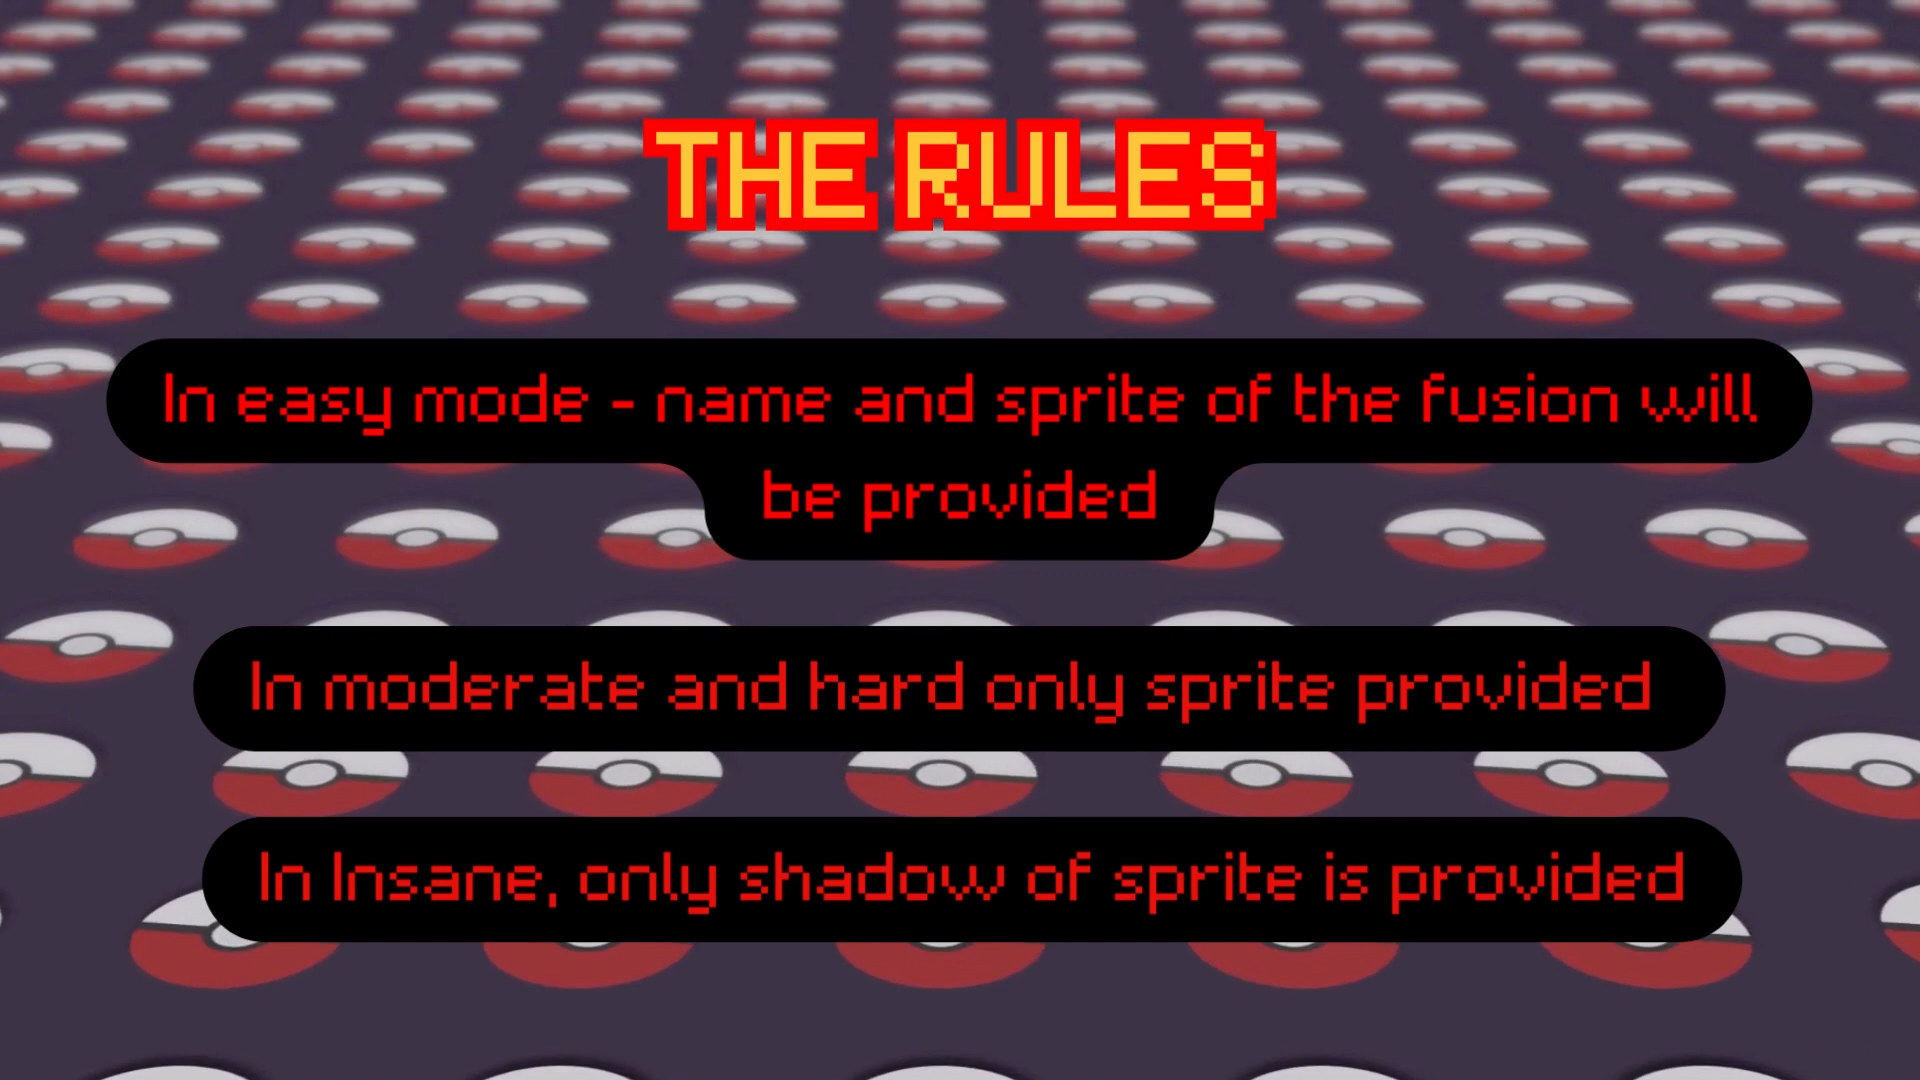 THE RULES
In easy mode - name and sprite of the fusion will
be provided
In moderate and hard only sprite provided
In Insane, only shadow of sprite is provided